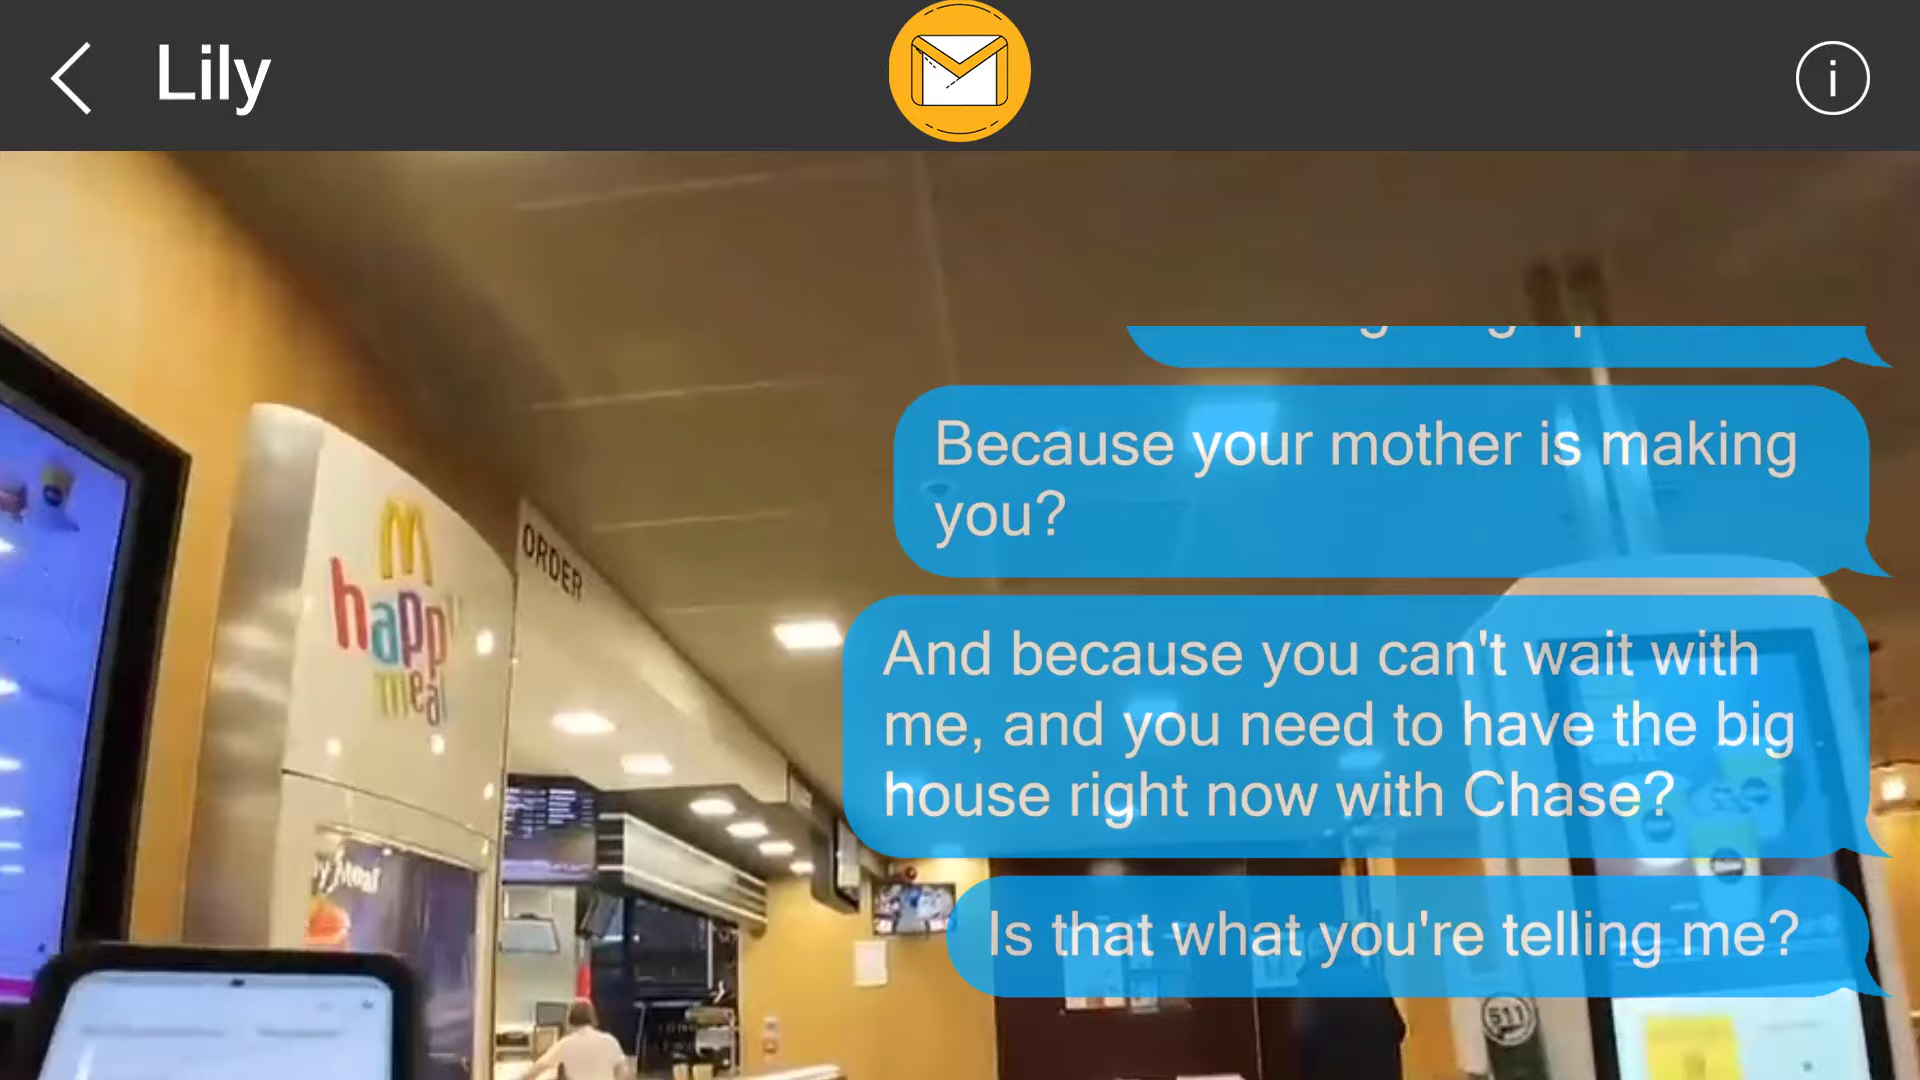 Lily
i
Because your mother is making
you?
And because you can't wait with
me, and you need to have the big
house right now with Chase?
Is that what you're telling me?
ORDER
happy
meal
511